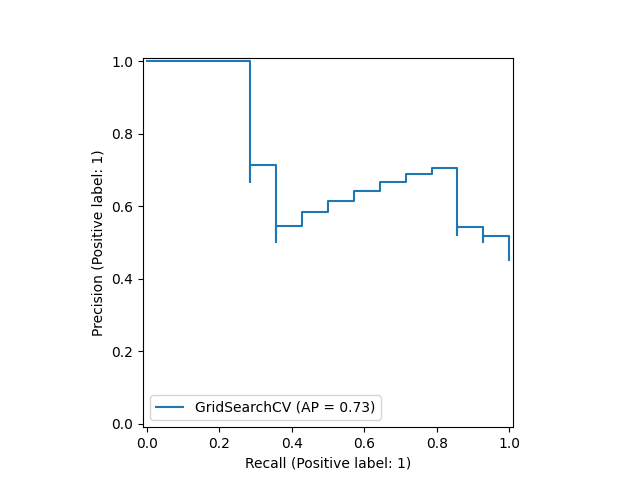 1.0
0.8
0.6
0.4
0.2
0.0
Precision (Positive label: 1)
GridSearchCV (AP = 0.73)
0.0 0.2 0.4 0.6 0.8 1.0
Recall (Positive label: 1)